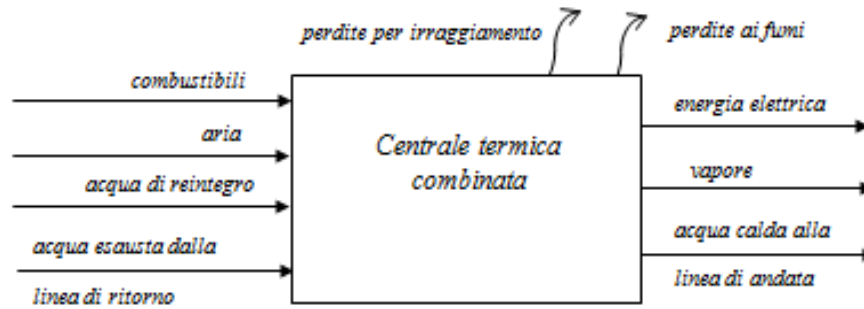 perdite per irraggiamento
perdite ai fumi
combustibili
aria
acqua di reintegro
acqua esausta dalla
linea di ritorno
Centrale termica
combinata
energia elettrica
vapore
acqua calda alla
linea di andata